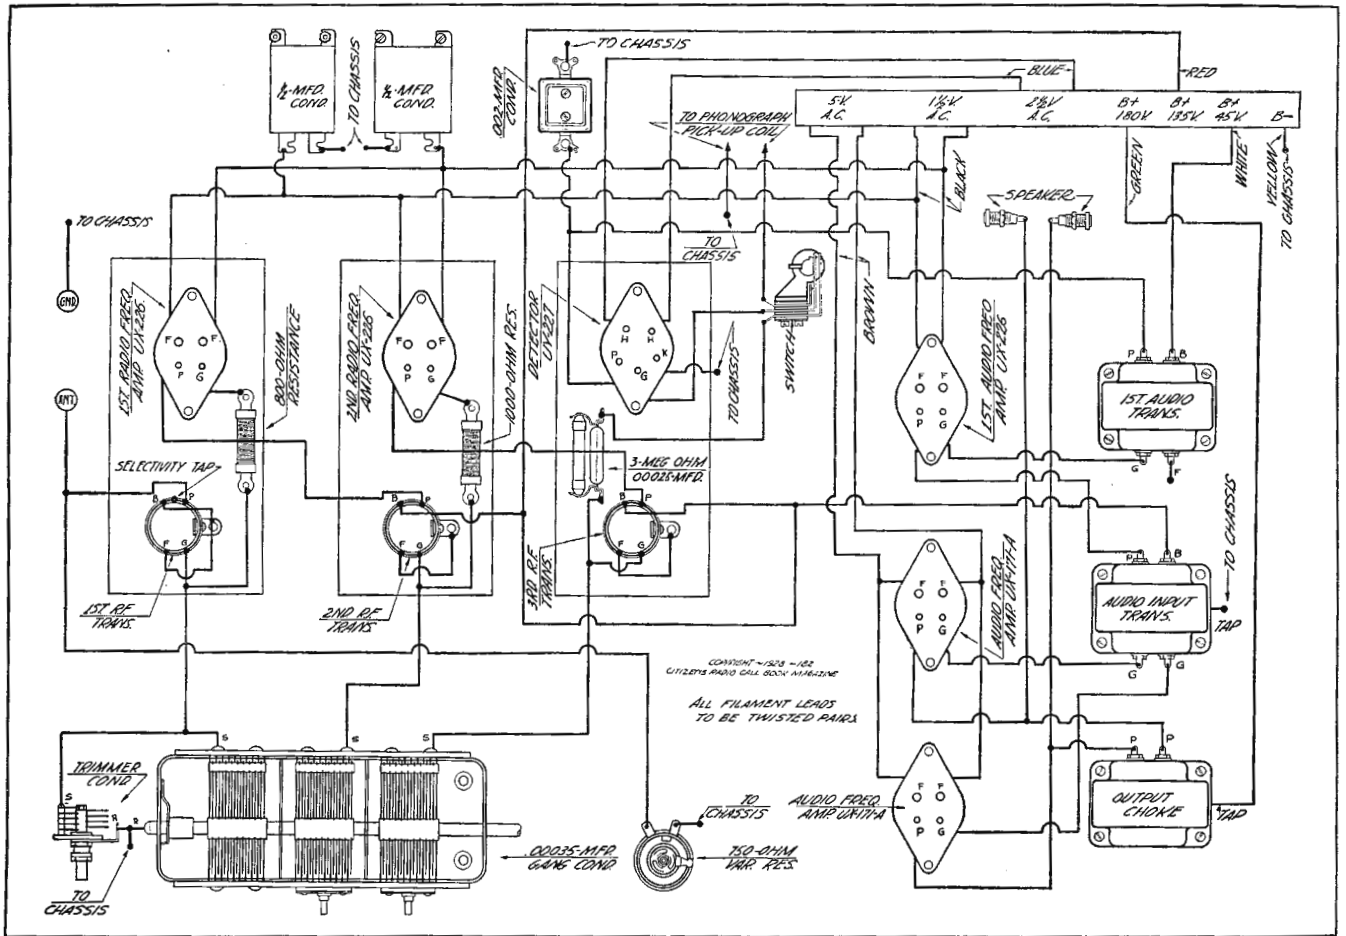 ½-MFD.
COND.
TO CHASSIS
½-MFD.
COND.
.002-MFD.
COND.
TO CHASSIS
TO PHONOGRAPH
PICK-UP COIL
BLUE
RED
5-V.
A.C.
1½-V.
A.C.
2½-V.
A.C.
B+
180V.
B+
135V.
B+
45V.
B-
GREEN
WHITE
YELLOW
TO CHASSIS
BLACK
SPEAKER
TO CHASSIS
TO
CHASSIS
GND.
ANT.
1ST. RADIO FREQ.
AMP. UX-226.
F F
P G
800-OHM
RESISTANCE
2ND RADIO FREQ.
AMP. UX-226
F F
P G
1000-OHM RES.
DETECTOR
UY-227
H H
P K
G
TO CHASSIS
SWITCH
BROWN
1ST. AUDIO FREQ.
AMP. UX-226
F F
P G
P B
1ST. AUDIO
TRANS.
G F
SELECTIVITY TAP
B P
F G
1ST. R.F.
TRANS.
B P
F G
2ND R.F.
TRANS.
3-MEG OHM
.00025-MFD.
B P
F G
3RD R.F.
TRANS.
F F
P G
AUDIO FREQ.
AMP. UX-171-A
P B
AUDIO INPUT
TRANS.
G G
TO CHASSIS
TAP
COPYRIGHT - 1928 - 182
CITIZENS RADIO CALL BOOK MAGAZINE
ALL FILAMENT LEADS
TO BE TWISTED PAIRS
TRIMMER
COND.
S
R R
TO
CHASSIS
S S S
.00035-MFD.
GANG COND.
TO
CHASSIS
750-OHM
VAR. RES.
AUDIO FREQ.
AMP. UX-171-A
F F
P G
P P
OUTPUT
CHOKE
TAP